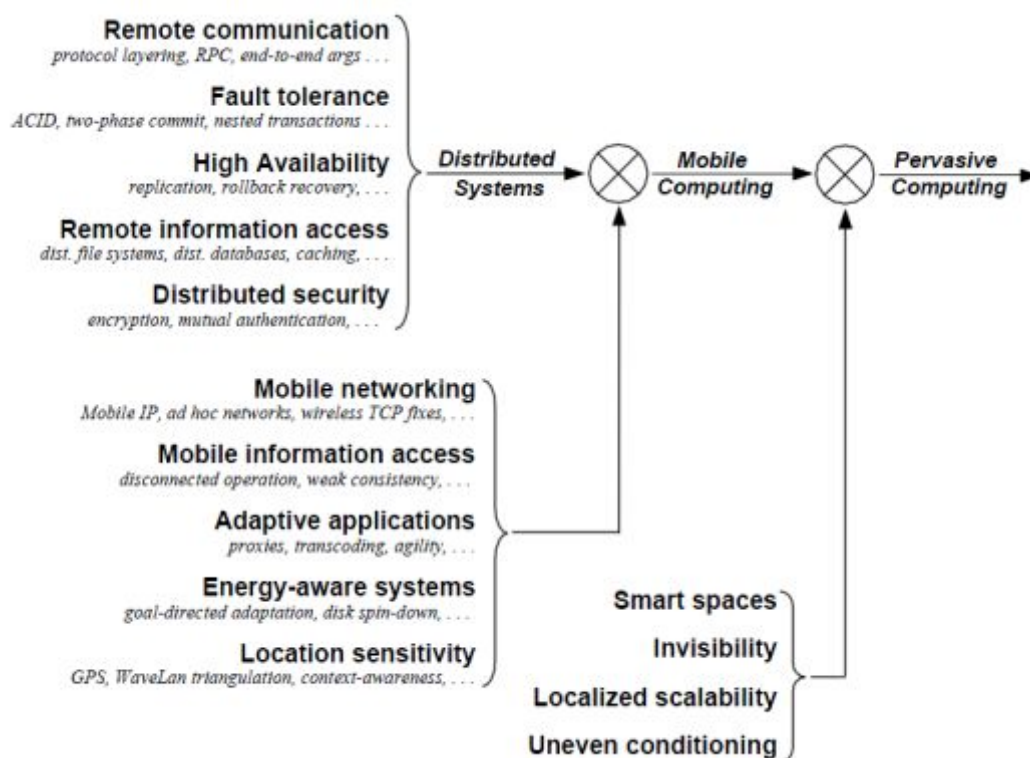 Remote communication
protocol layering, RPC, end-to-end args . . .
Fault tolerance
ACID, two-phase commit, nested transactions . . .
High Availability
replication, rollback recovery, . . .
Remote information access
dist. file systems, dist. databases, caching, . . .
Distributed security
encryption, mutual authentication, . . .
Distributed
Systems
Mobile
Computing
Pervasive
Computing
Mobile networking
Mobile IP, ad hoc networks, wireless TCP fixes, . . .
Mobile information access
disconnected operation, weak consistency, . . .
Adaptive applications
proxies, transcoding, agility, . . .
Energy-aware systems
goal-directed adaptation, disk spin-down, . . .
Location sensitivity
GPS, WaveLan triangulation, context-awareness, . . .
Smart spaces
Invisibility
Localized scalability
Uneven conditioning